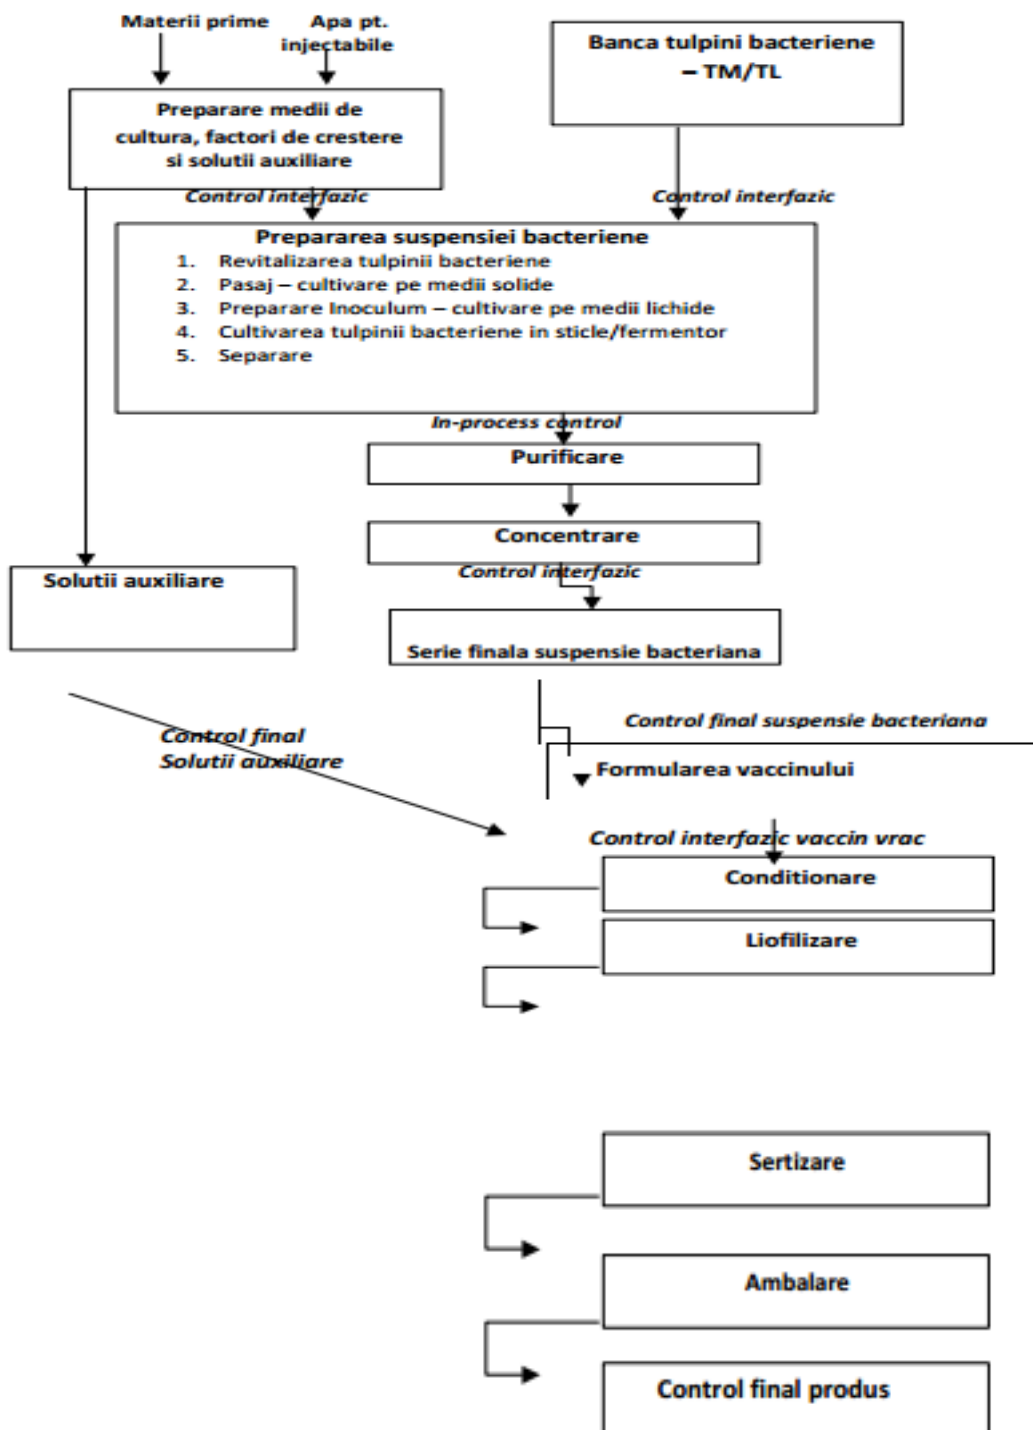 Materii prime
Apa pt.
injectabile
Banca tulpini bacteriene
– TM/TL
Preparare medii de
cultura, factori de crestere
si solutii auxiliare
Control interfazic
Control interfazic
Prepararea suspensiei bacteriene
1. Revitalizarea tulpinii bacteriene
2. Pasaj – cultivare pe medii solide
3. Preparare Inoculum – cultivare pe medii lichide
4. Cultivarea tulpinii bacteriene in sticle/fermentor
5. Separare
In-process control
Purificare
Concentrare
Control interfazic
Solutii auxiliare
Serie finala suspensie bacteriana
Control final suspensie bacteriana
Control final
Solutii auxiliare
Formularea vaccinului
Control interfazic vaccin vrac
Conditionare
Liofilizare
Sertizare
Ambalare
Control final produs